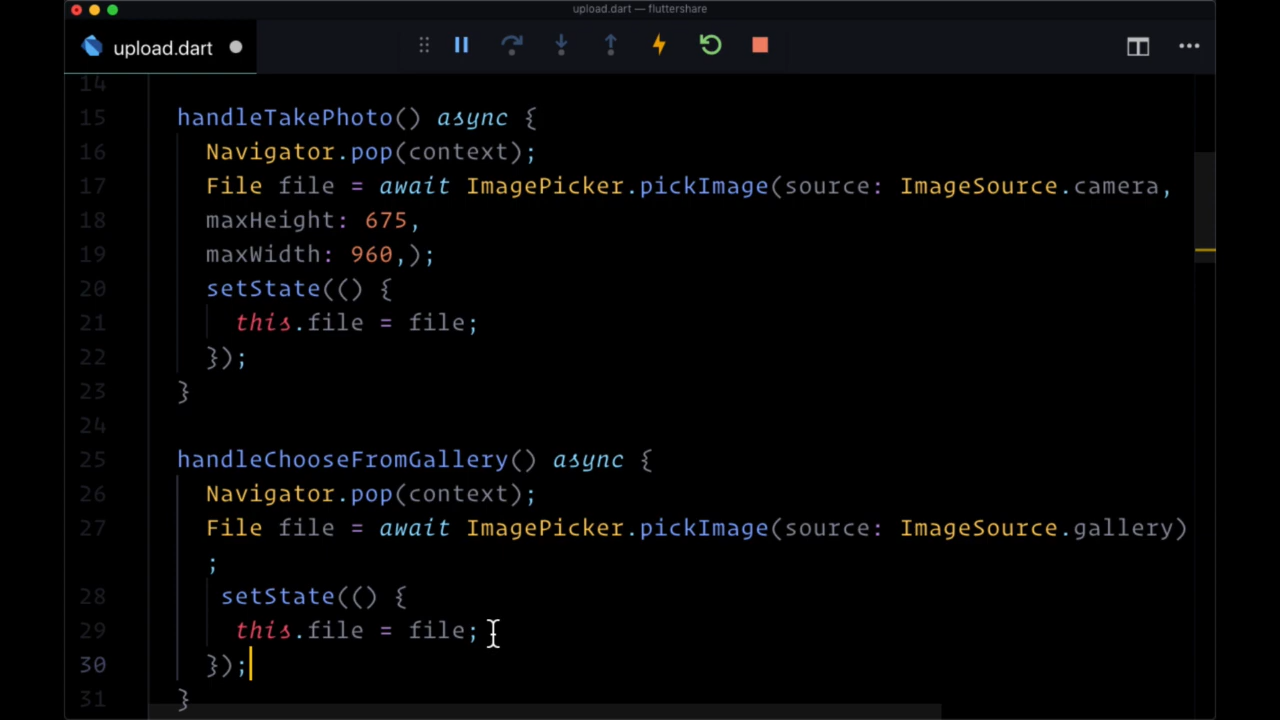 upload.dart — fluttershare
upload.dart
14
15 handleTakePhoto() async {
16 Navigator.pop(context);
17 File file = await ImagePicker.pickImage(source: ImageSource.camera,
18 maxHeight: 675,
19 maxWidth: 960,);
20 setState(() {
21 this.file = file;
22 });
23 }
24
25 handleChooseFromGallery() async {
26 Navigator.pop(context);
27 File file = await ImagePicker.pickImage(source: ImageSource.gallery)
;
28 setState(() {
29 this.file = file;
30 });
31 }